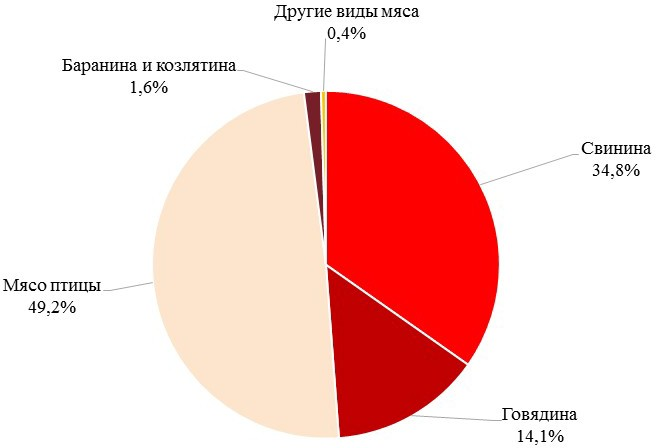 Другие виды мяса
0,4%
Баранина и козлятина
1,6%
Свинина
34,8%
Мясо птицы
49,2%
Говядина
14,1%